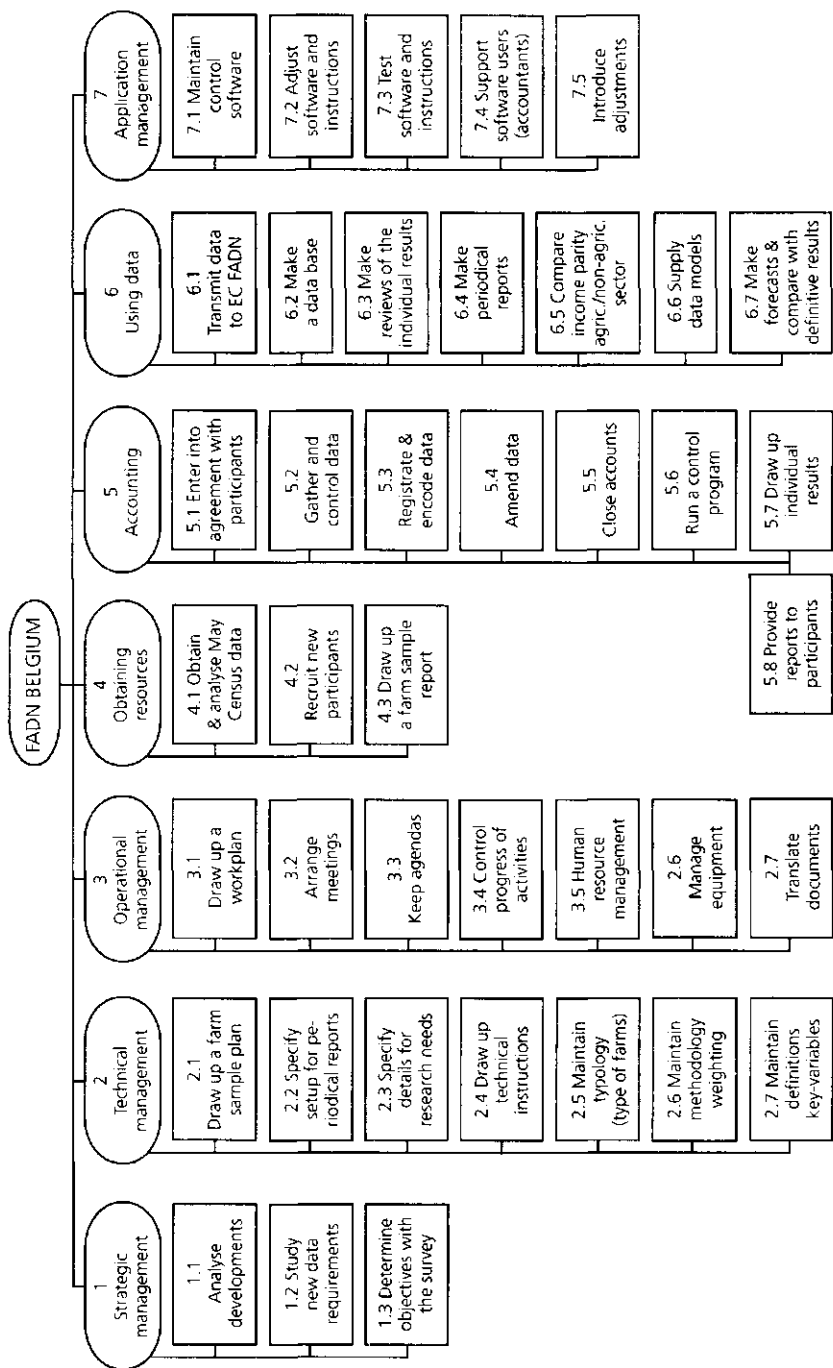 FADN BELGIUM
1
Strategic
management
1.1
Analyse
developments
1.2 Study
new data
requirements
1.3 Determine
objectives with
the survey
2
Technical
management
2.1
Draw up a farm
sample plan
2.2 Specify
setup for pe-
riodical reports
2.3 Specify
details for
research needs
2.4 Draw up
technical
instructions
2.5 Maintain
typology
(type of farms)
2.6 Maintain
methodology
weighting
2.7 Maintain
definitions
key-variables
3
Operational
management
3.1
Draw up a
workplan
3.2
Arrange
meetings
3.3
Keep agendas
3.4 Control
progress of
activities
3.5 Human
resource
management
2.6
Manage
equipment
2.7
Translate
documents
4
Obtaining
resources
4.1 Obtain
& analyse May
Census data
4.2
Recruit new
participants
4.3 Draw up
a farm sample
report
5
Accounting
5.1 Enter into
agreement with
participants
5.2
Gather and
control data
5.3
Registrate &
encode data
5.4
Amend data
5.5
Close accounts
5.6
Run a control
program
5.7 Draw up
individual
results
5.8 Provide
reports to
participants
6
Using data
6.1
Transmit data
to EC FADN
6.2 Make
a data base
6.3 Make
reviews of the
individual results
6.4 Make
periodical
reports
6.5 Compare
income parity
agric./non-agric.
sector
6.6 Supply
data models
6.7 Make
forecasts &
compare with
definitive results
7
Application
management
7.1 Maintain
control
software
7.2 Adjust
software and
instructions
7.3 Test
software and
instructions
7.4 Support
software users
(accountants)
7.5
Introduce
adjustments